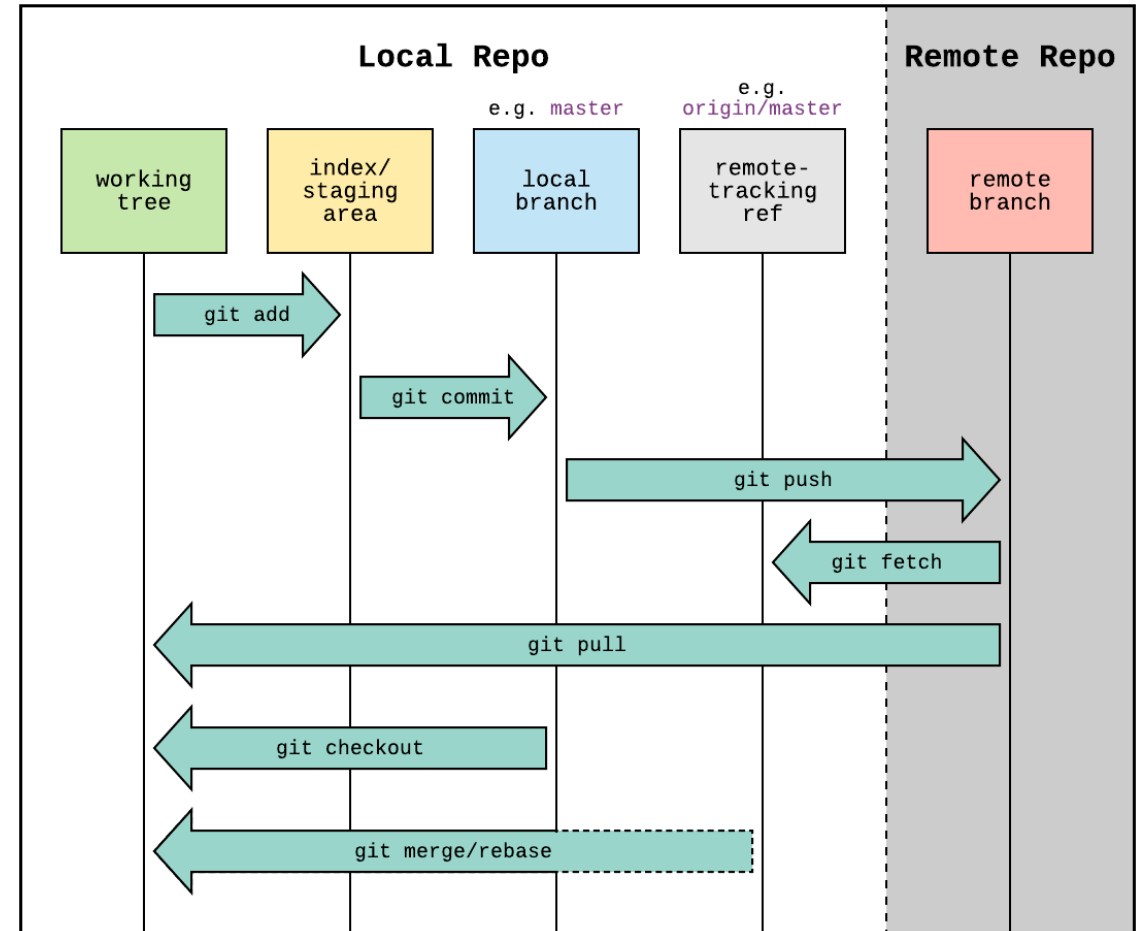 Local Repo
Remote Repo
e.g. master
e.g.
origin/master
working
tree
index/
staging
area
local
branch
remote-
tracking
ref
remote
branch
git add
git commit
git push
git fetch
git pull
git checkout
git merge/rebase